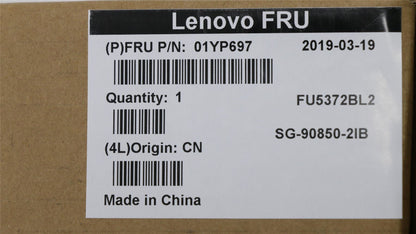 Lenovo FRU
(P)FRU P/N: 01YP697 2019-03-19
Quantity: 1 FU5372BL2
SG-90850-2IB
(4L)Origin: CN
Made in China